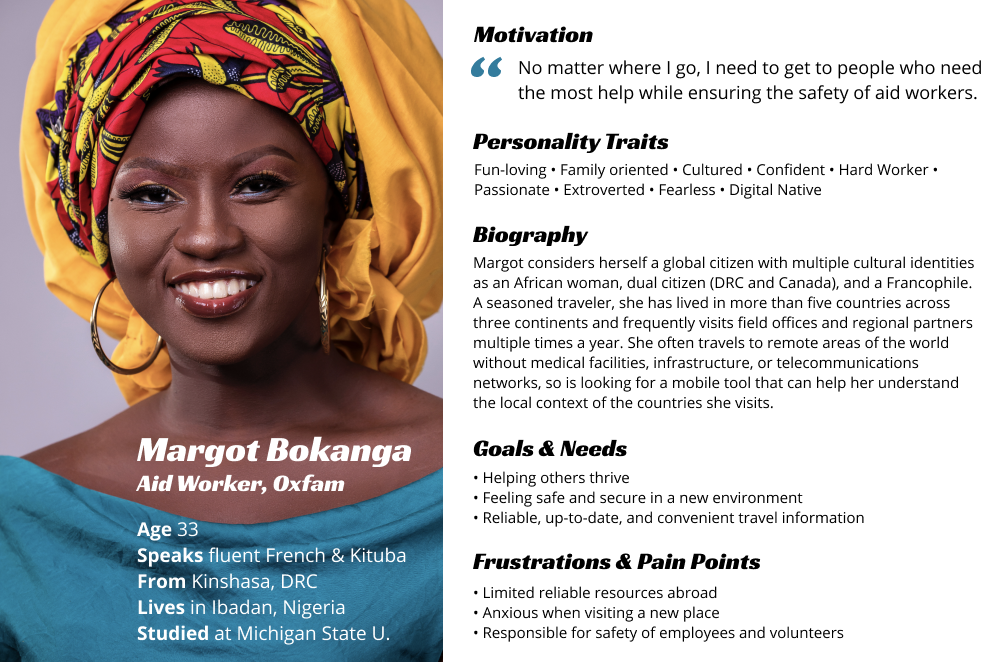 Margot Bokanga
Aid Worker, Oxfam
Age 33
Speaks fluent French & Kituba
From Kinshasa, DRC
Lives in Ibadan, Nigeria
Studied at Michigan State U.
Motivation
“ No matter where I go, I need to get to people who need
the most help while ensuring the safety of aid workers.
Personality Traits
Fun-loving • Family oriented • Cultured • Confident • Hard Worker •
Passionate • Extroverted • Fearless • Digital Native
Biography
Margot considers herself a global citizen with multiple cultural identities
as an African woman, dual citizen (DRC and Canada), and a Francophile.
A seasoned traveler, she has lived in more than five countries across
three continents and frequently visits field offices and regional partners
multiple times a year. She often travels to remote areas of the world
without medical facilities, infrastructure, or telecommunications
networks, so is looking for a mobile tool that can help her understand
the local context of the countries she visits.
Goals & Needs
• Helping others thrive
• Feeling safe and secure in a new environment
• Reliable, up-to-date, and convenient travel information
Frustrations & Pain Points
• Limited reliable resources abroad
• Anxious when visiting a new place
• Responsible for safety of employees and volunteers